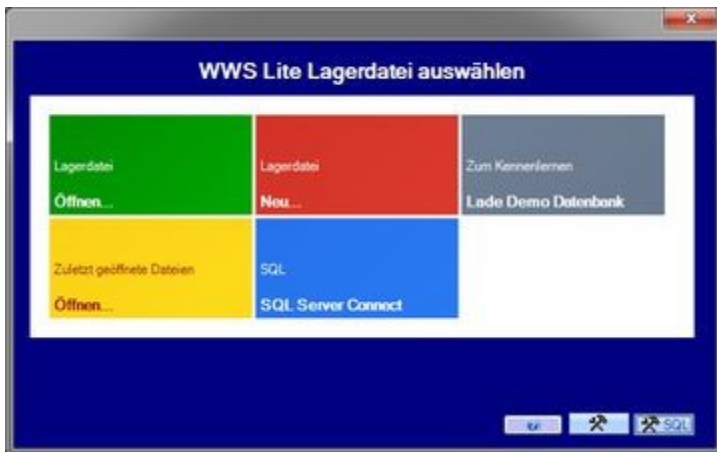 WWS Lite Lagerdatei auswählen
Lagerdatei
Öffnen...
Lagerdatei
Neu...
Zum Kennenlernen
Lade Demo Datenbank
Zuletzt geöffnete Dateien
Öffnen...
SQL
SQL Server Connect
SQL